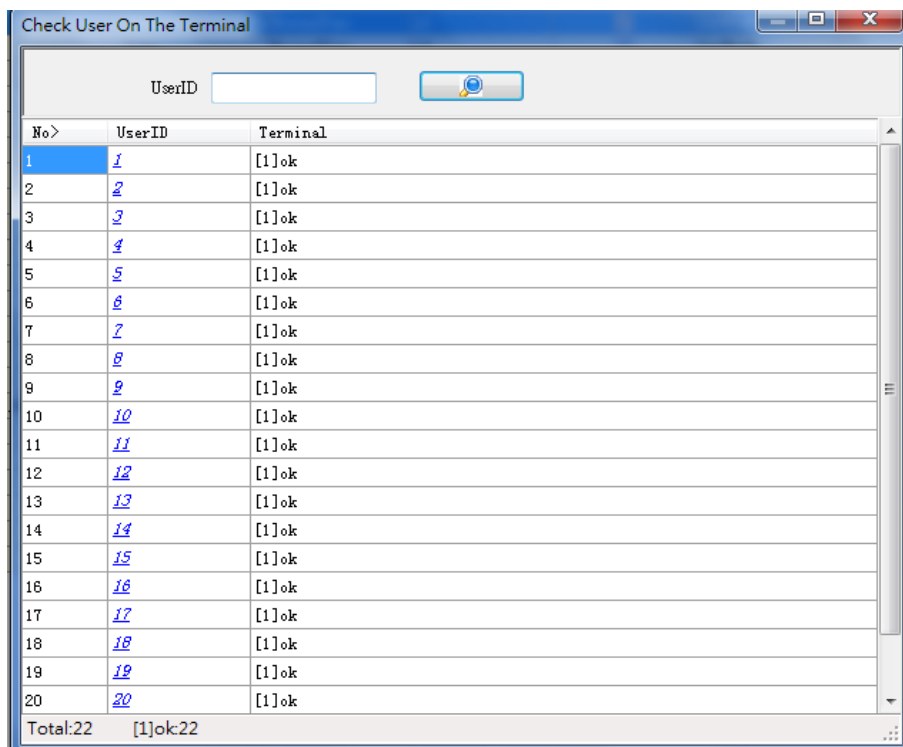 Check User On The Terminal
UserID
No> UserID Terminal
1 1 [1]ok
2 2 [1]ok
3 3 [1]ok
4 4 [1]ok
5 5 [1]ok
6 6 [1]ok
7 7 [1]ok
8 8 [1]ok
9 9 [1]ok
10 10 [1]ok
11 11 [1]ok
12 12 [1]ok
13 13 [1]ok
14 14 [1]ok
15 15 [1]ok
16 16 [1]ok
17 17 [1]ok
18 18 [1]ok
19 19 [1]ok
20 20 [1]ok
Total:22 [1]ok:22